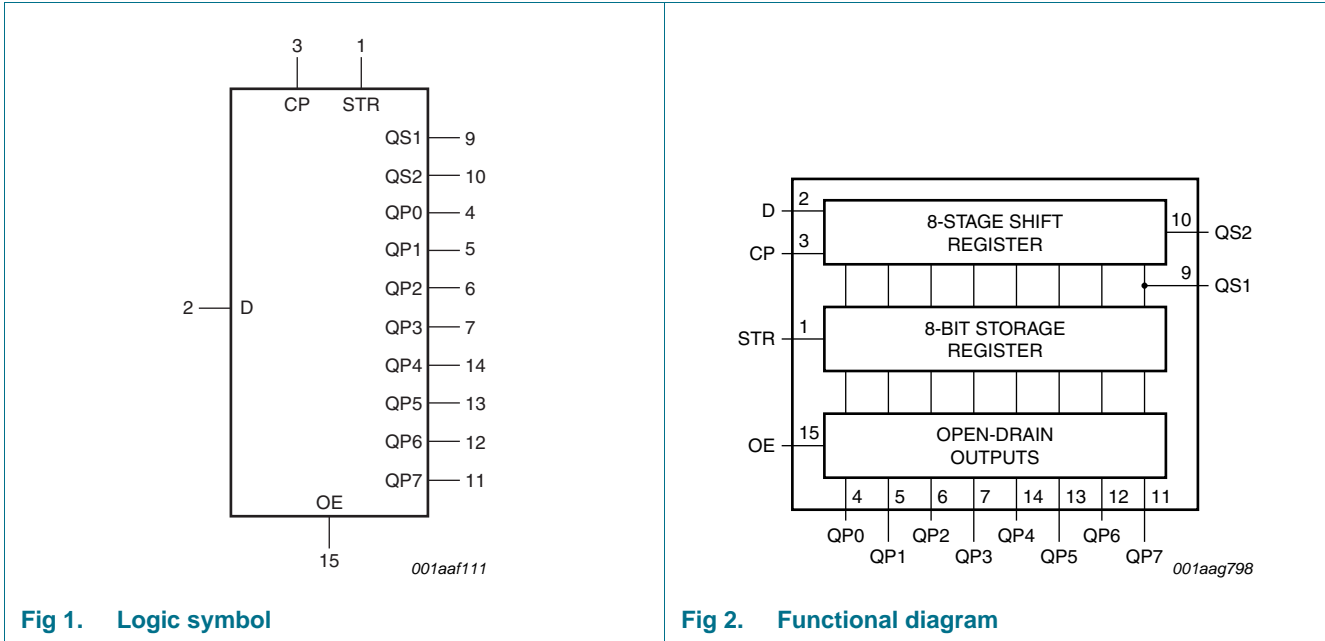 3 1
CP STR
QS1 9
QS2 10
QP0 4
QP1 5
QP2 6
2 D
QP3 7
QP4 14
QP5 13
QP6 12
QP7 11
OE
15
001aaf111
Fig 1. Logic symbol
D 2
8-STAGE SHIFT
REGISTER
10 QS2
CP 3
9 QS1
STR 1
8-BIT STORAGE
REGISTER
OE 15
OPEN-DRAIN
OUTPUTS
4 5 6 7 14 13 12 11
QP0 QP2 QP4 QP6
QP1 QP3 QP5 QP7
001aag798
Fig 2. Functional diagram